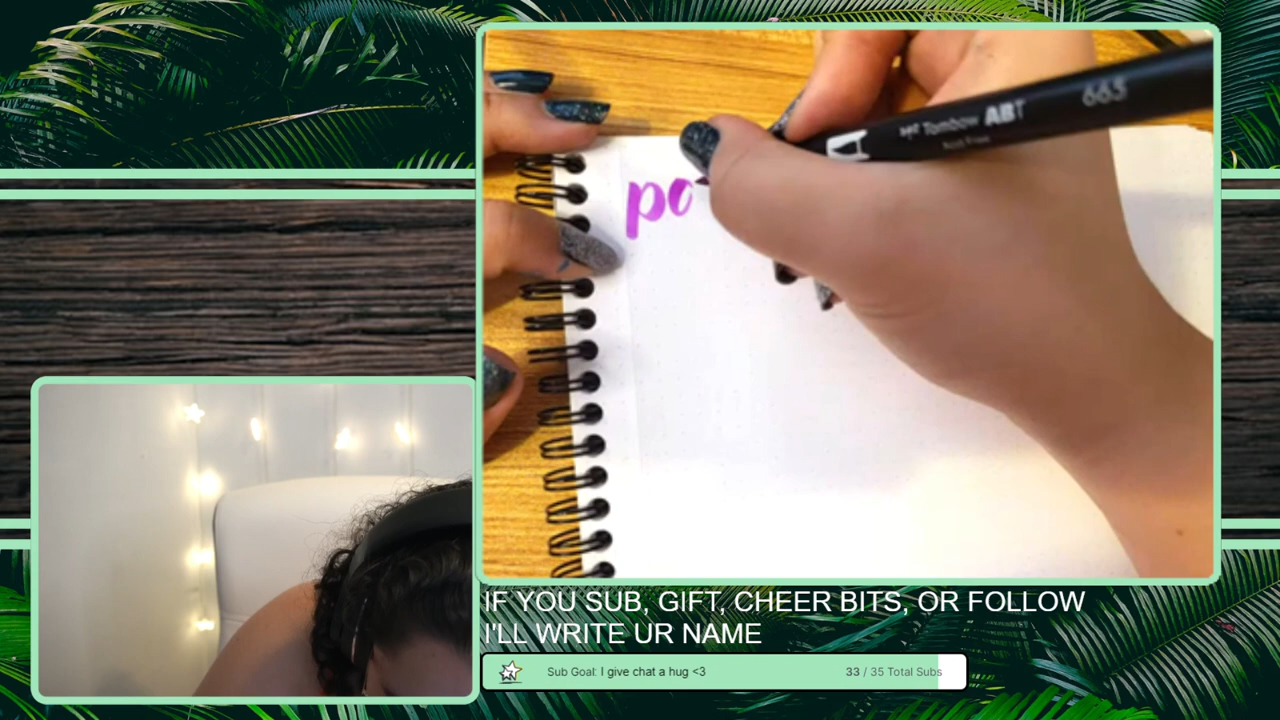 Tombow ABT 665
po
IF YOU SUB, GIFT, CHEER BITS, OR FOLLOW
I'LL WRITE UR NAME
Sub Goal: I give chat a hug <3 33 / 35 Total Subs